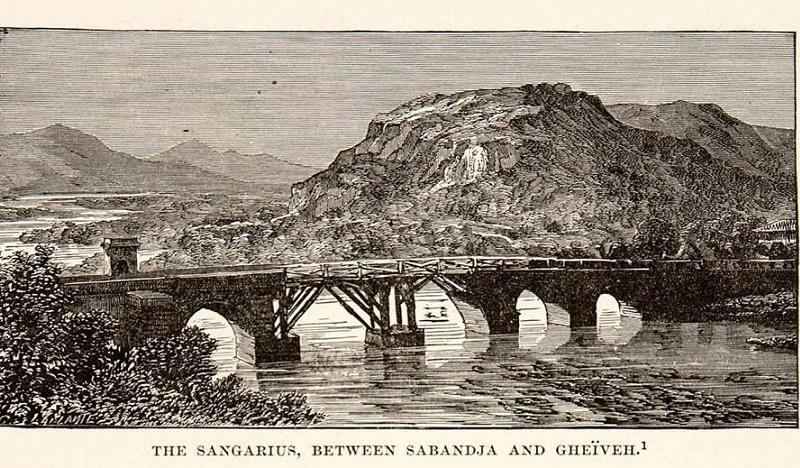 THE SANGARIUS, BETWEEN SABANDJA AND GHEÏVEH.¹